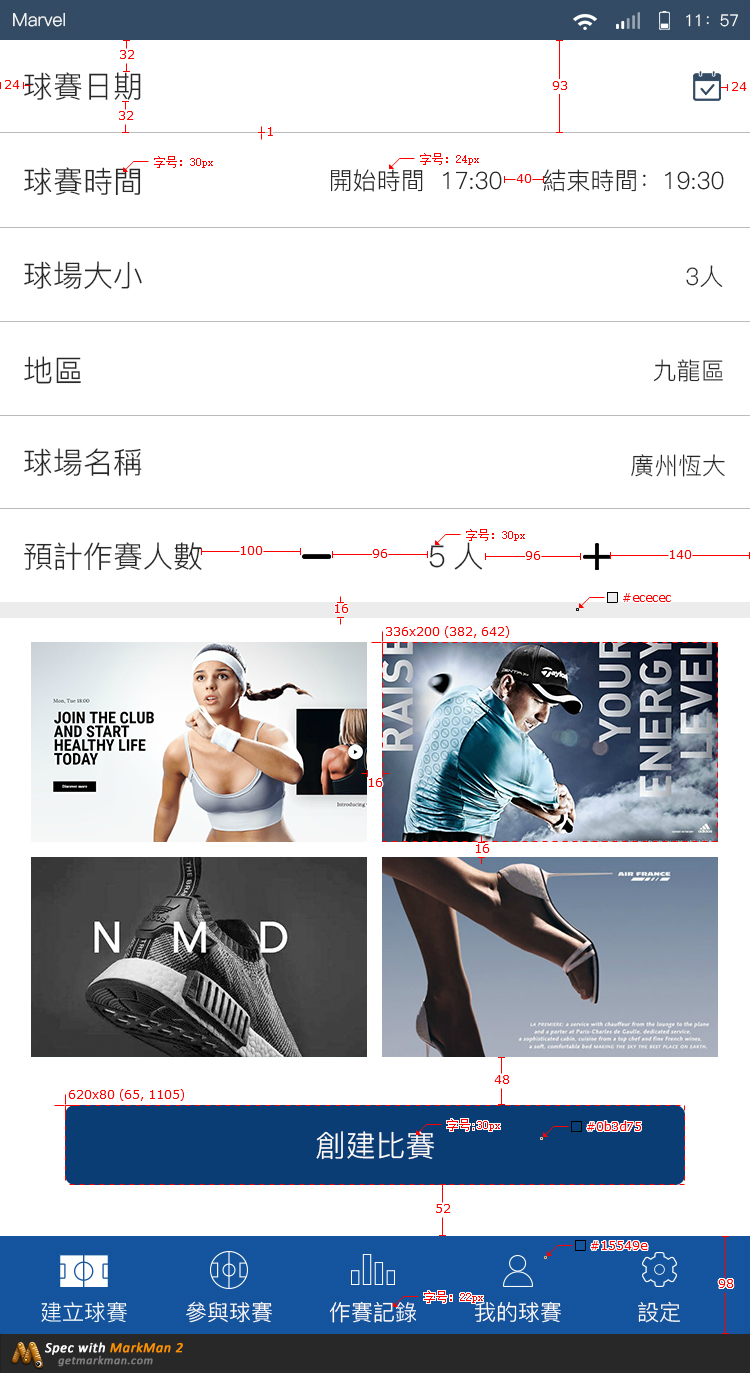 Marvel 11: 57
32
24 球賽日期 93 24
32
1
字号: 30px 字号: 24px
球賽時間 開始時間 17:30 40 結束時間: 19:30
球場大小 3人
地區 九龍區
球場名稱 廣州恆大
字号: 30px
預計作賽人數 100 96 5 人 96 140
16 #ececec
336x200 (382, 642)
Mon, Tue 18:00
JOIN THE CLUB
AND START
HEALTHY LIFE
TODAY
Discover more
Introducing
RAISE
YOUR
ENERGY
LEVEL
adidas
16
16
N M D
AIR FRANCE
LA PREMIERE: a service with chauffeur from the lounge to the plane
and a porter at Paris-Charles de Gaulle, dedicated service,
a sophisticated cabin, cuisine from a top chef and fine French wines,
a soft, comfortable bed MAKING THE SKY THE BEST PLACE ON EARTH.
48
620x80 (65, 1105)
字号:30px #0b3d75
創建比賽
52
#15549e
98
字号: 22px
建立球賽 參與球賽 作賽記錄 我的球賽 設定
Spec with MarkMan 2
getmarkman.com